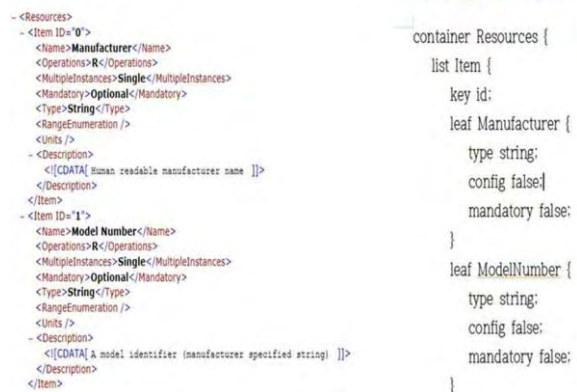 - <Resources>
- <Item ID="0">
<Name>Manufacturer</Name>
<Operations>R</Operations>
<MultipleInstances>Single</MultipleInstances>
<Mandatory>Optional</Mandatory>
<Type>String</Type>
<RangeEnumeration />
<Units />
- <Description>
<![CDATA[ Human readable manufacturer name ]]>
</Description>
</Item>
- <Item ID="1">
<Name>Model Number</Name>
<Operations>R</Operations>
<MultipleInstances>Single</MultipleInstances>
<Mandatory>Optional</Mandatory>
<Type>String</Type>
<RangeEnumeration />
<Units />
- <Description>
<![CDATA[ A model identifier (manufacturer specified string) ]]>
</Description>
</Item>
container Resources {
list Item {
key id;
leaf Manufacturer {
type string;
config false;
mandatory false;
}
leaf ModelNumber {
type string;
config false;
mandatory false;
}